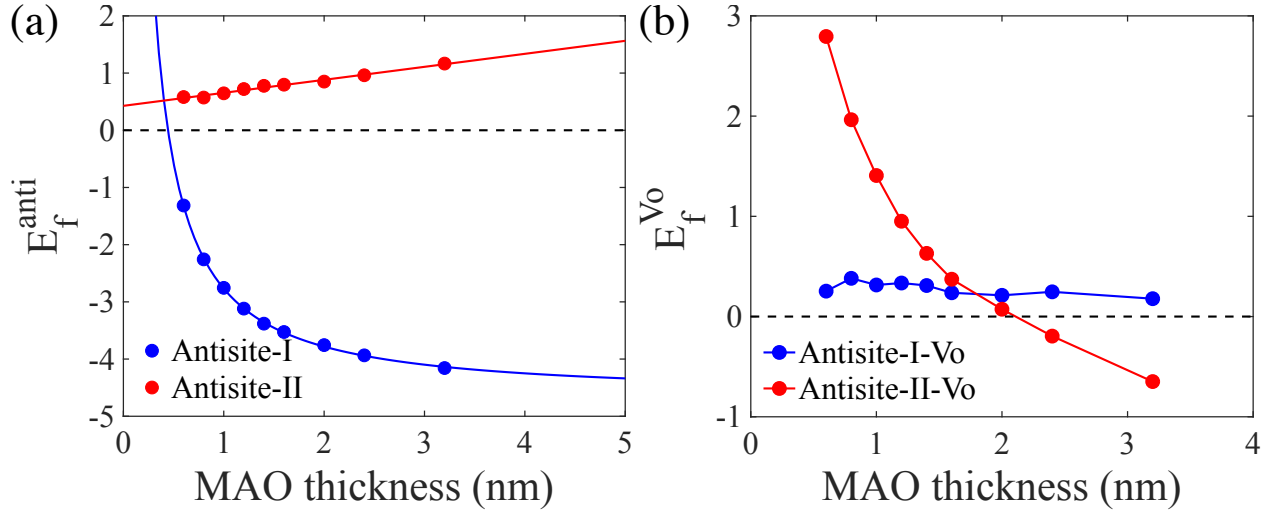 (a)
2
1
0
-1
-2
-3
-4
-5
E_f^anti
Antisite-I
Antisite-II
0 1 2 3 4 5
MAO thickness (nm)
(b)
3
2
1
0
-1
E_f^Vo
Antisite-I-Vo
Antisite-II-Vo
0 1 2 3 4
MAO thickness (nm)